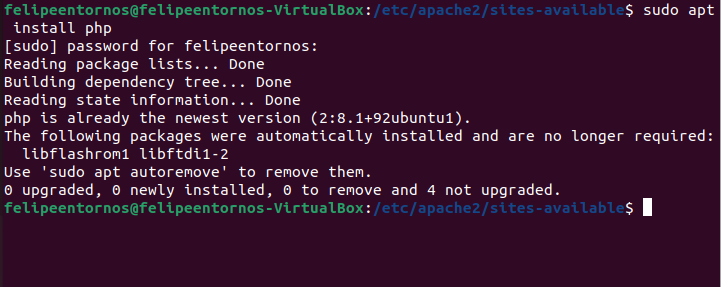 felipeentornos@felipeentornos-VirtualBox:/etc/apache2/sites-available$ sudo apt
install php
[sudo] password for felipeentornos:
Reading package lists... Done
Building dependency tree... Done
Reading state information... Done
php is already the newest version (2:8.1+92ubuntu1).
The following packages were automatically installed and are no longer required:
  libflashrom1 libftdi1-2
Use 'sudo apt autoremove' to remove them.
0 upgraded, 0 newly installed, 0 to remove and 4 not upgraded.
felipeentornos@felipeentornos-VirtualBox:/etc/apache2/sites-available$